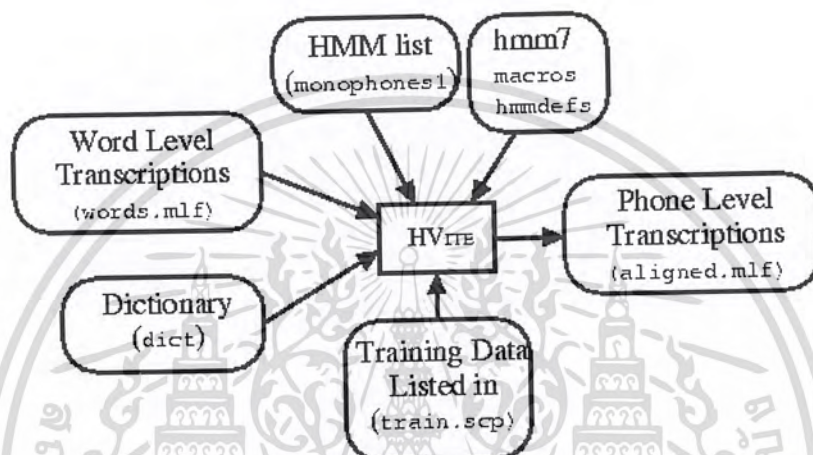 HMM list
(monophones1)
hmm7
macros
hmmdefs
Word Level
Transcriptions
(words.mlf)
HVITE
Phone Level
Transcriptions
(aligned.mlf)
Dictionary
(dict)
Training Data
Listed in
(train.scp)